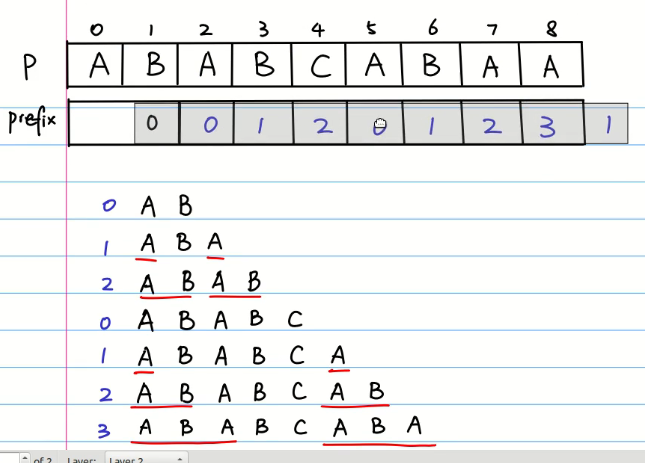 0 1 2 3 4 5 6 7 8
P A B A B C A B A A
prefix 0 0 1 2 0 1 2 3 1
0 A B
1 A B A
2 A B A B
0 A B A B C
1 A B A B C A
2 A B A B C A B
3 A B A B C A B A
of 2 Layer: Layer 2